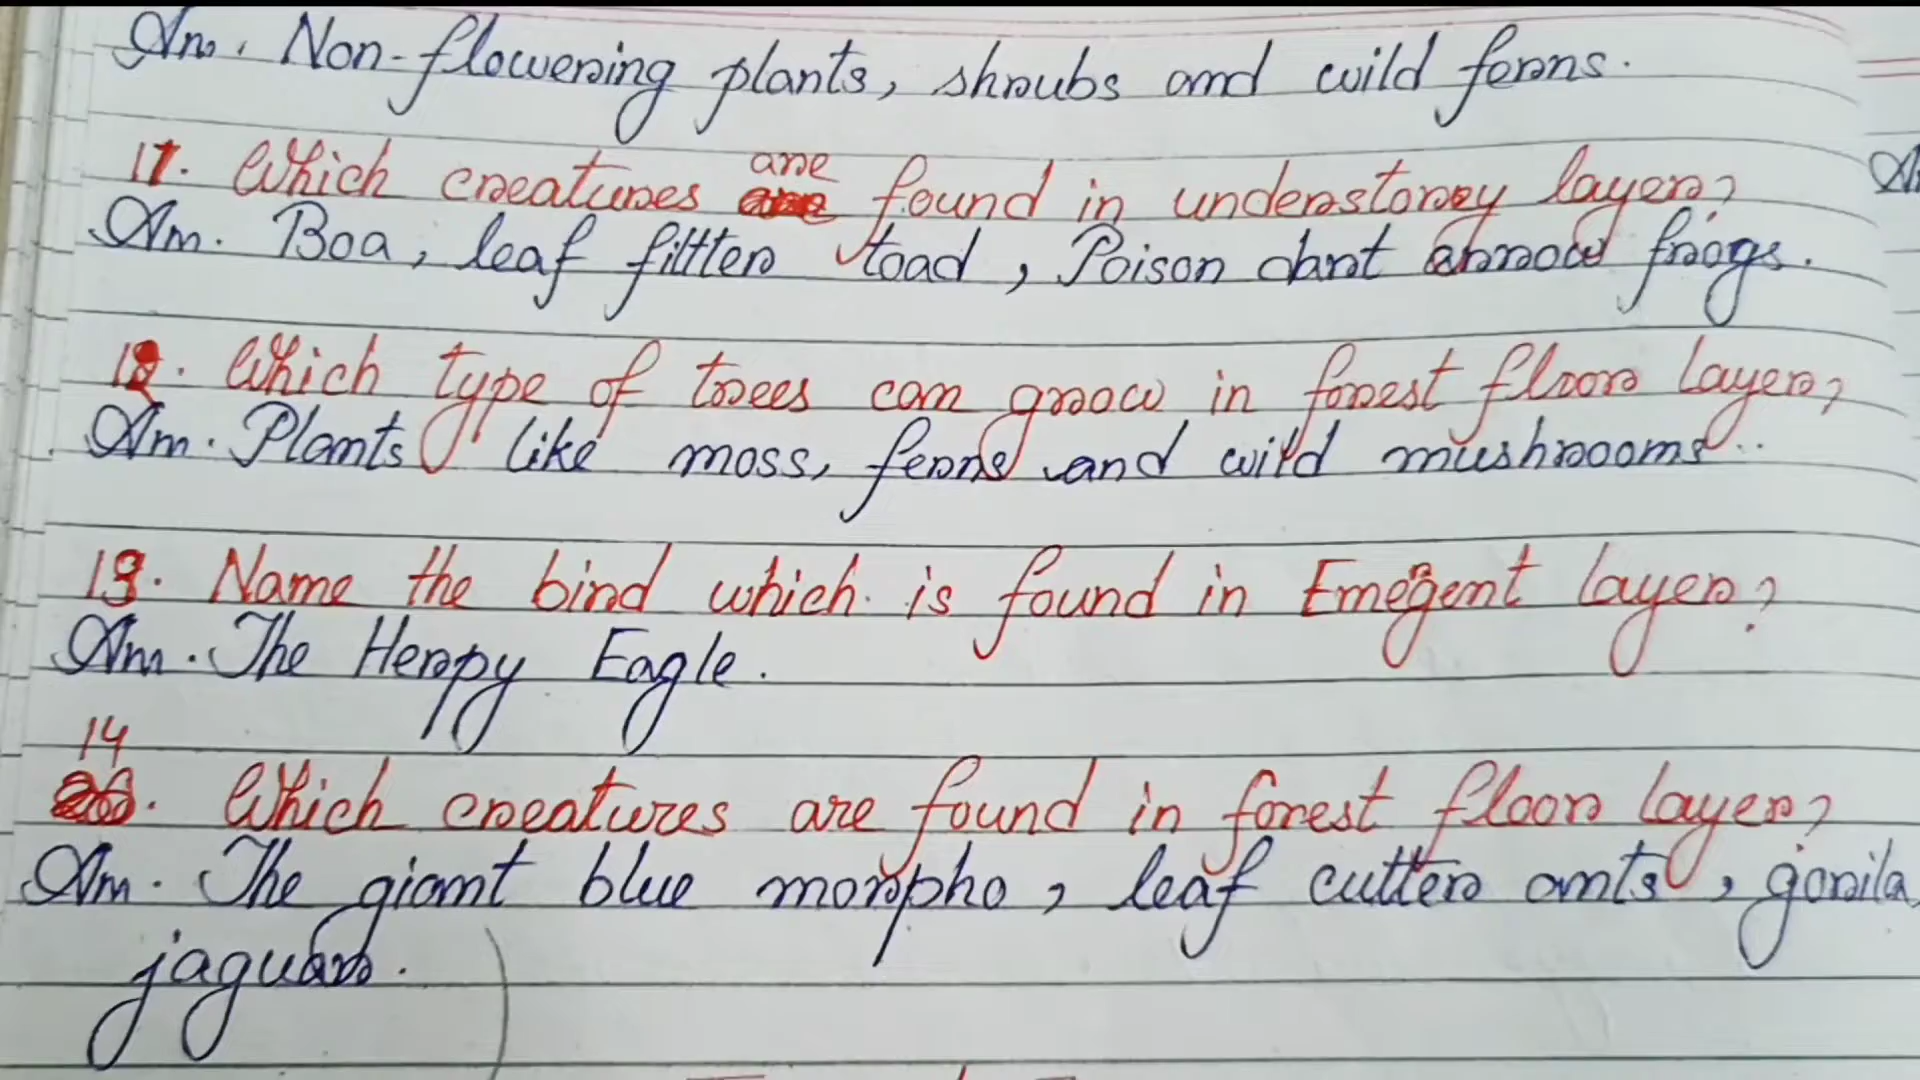 Ans. Non-flowering plants, shrubs and wild ferns.
11. Which creatures are found in understorey layer?
Ans. Boa, leaf fitter toad, Poison dart arrow frogs.
12. Which type of trees can grow in forest floor layer?
Ans. Plants like moss, ferns and wild mushrooms..
13. Name the bird which is found in Emergent layer?
Ans. The Herpy Eagle.
14. Which creatures are found in forest floor layer?
Ans. The giant blue morpho, leaf cutter ants, gorila,
jaguar.